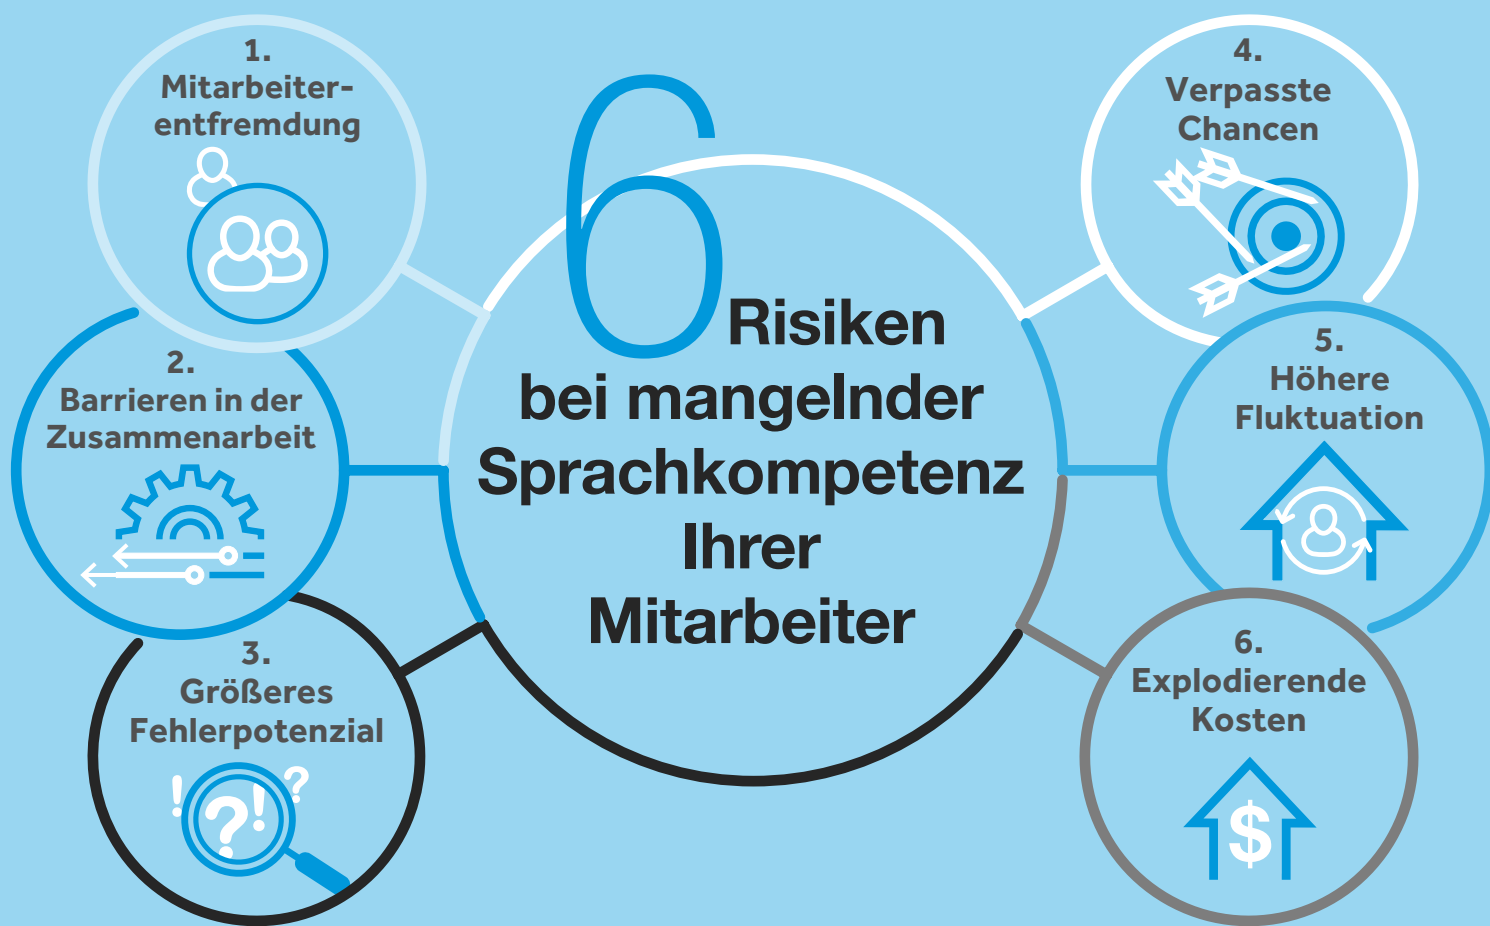 1.
Mitarbeiter-
entfremdung
2.
Barrieren in der
Zusammenarbeit
3.
Größeres
Fehlerpotenzial
! ? ! ?
6 Risiken
bei mangelnder
Sprachkompetenz
Ihrer
Mitarbeiter
4.
Verpasste
Chancen
5.
Höhere
Fluktuation
6.
Explodierende
Kosten
$